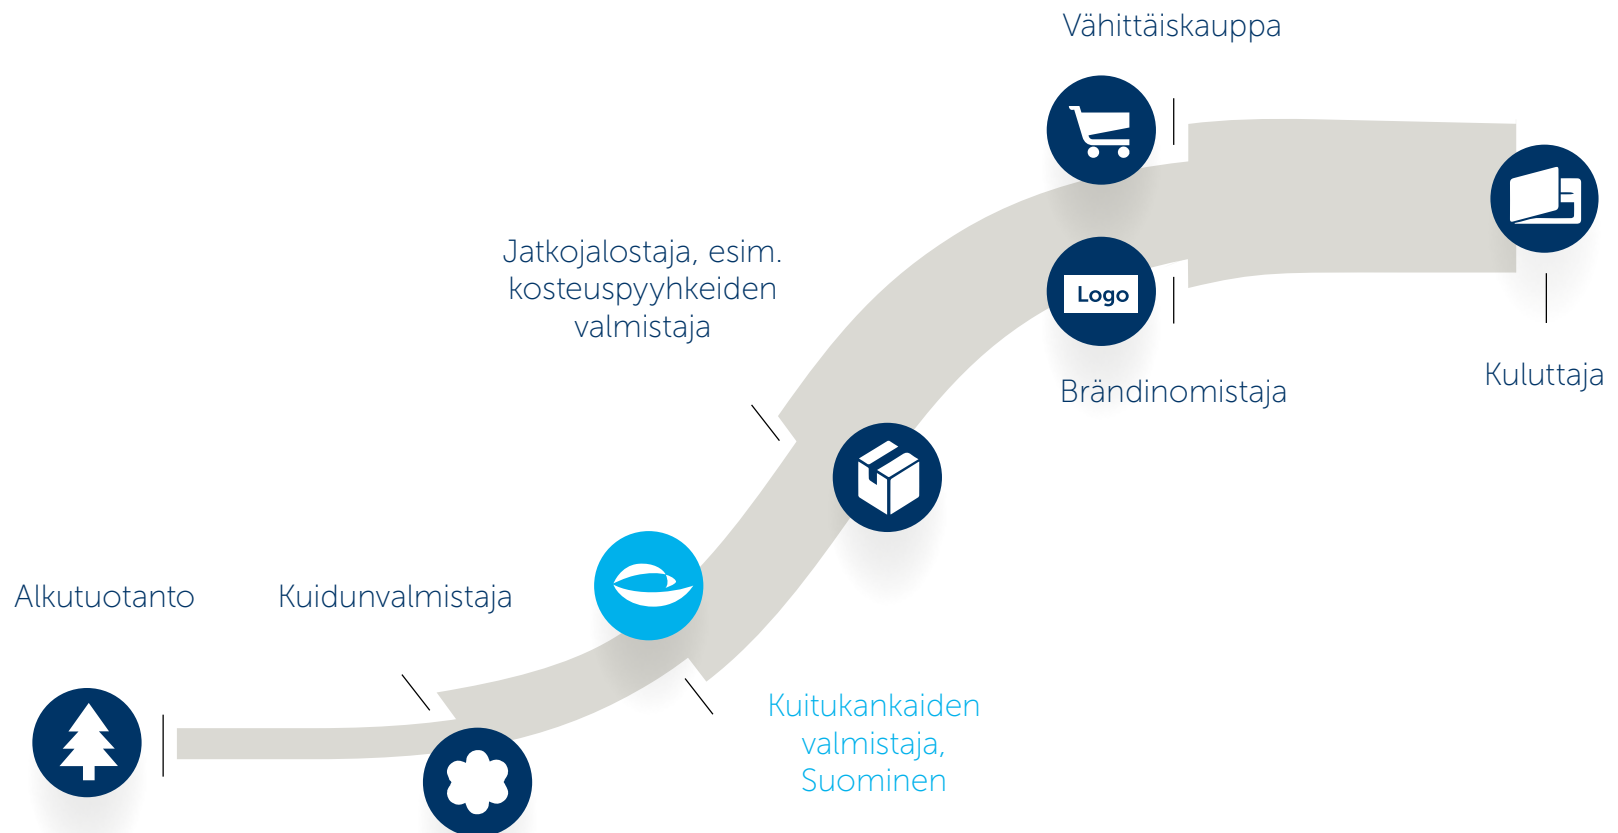 Vähittäiskauppa
Jatkojalostaja, esim.
kosteuspyyhkeiden
valmistaja
Logo
Brändinomistaja
Kuluttaja
Alkutuotanto
Kuidunvalmistaja
Kuitukankaiden
valmistaja,
Suominen